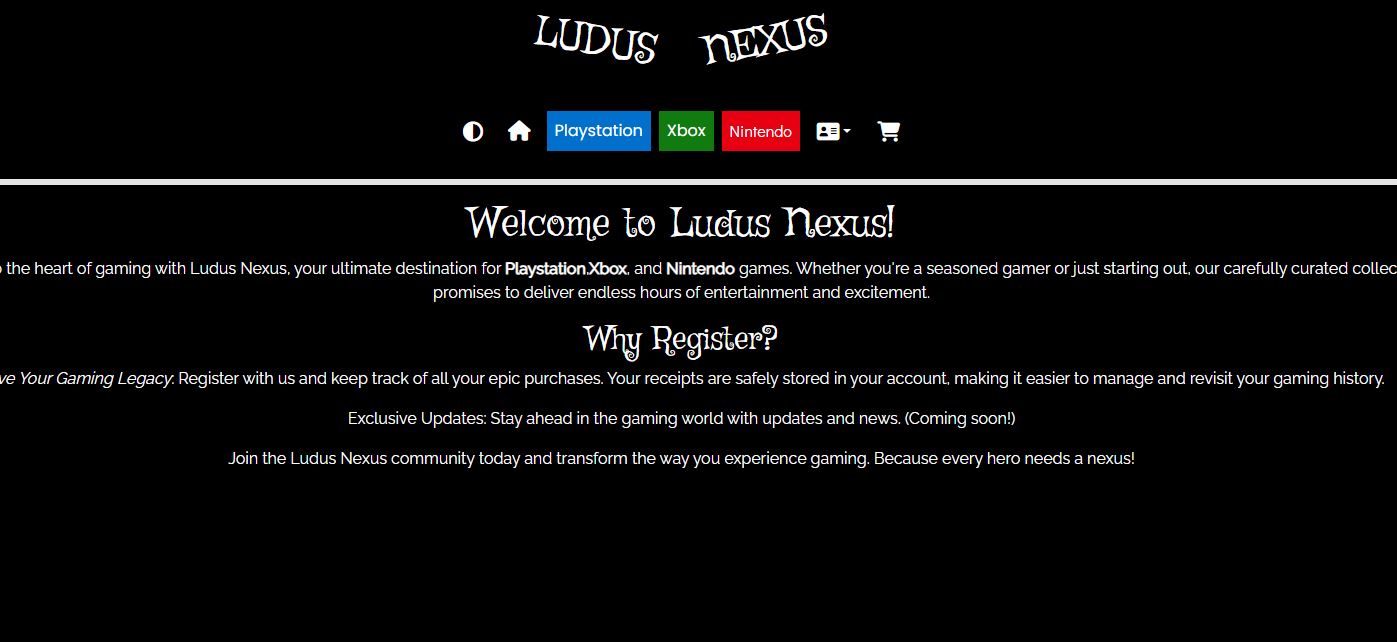 LUDUS NEXUS
Playstation Xbox Nintendo
Welcome to Ludus Nexus!
the heart of gaming with Ludus Nexus, your ultimate destination for Playstation,Xbox, and Nintendo games. Whether you're a seasoned gamer or just starting out, our carefully curated collec
promises to deliver endless hours of entertainment and excitement.
Why Register?
ve Your Gaming Legacy: Register with us and keep track of all your epic purchases. Your receipts are safely stored in your account, making it easier to manage and revisit your gaming history.
Exclusive Updates: Stay ahead in the gaming world with updates and news. (Coming soon!)
Join the Ludus Nexus community today and transform the way you experience gaming. Because every hero needs a nexus!